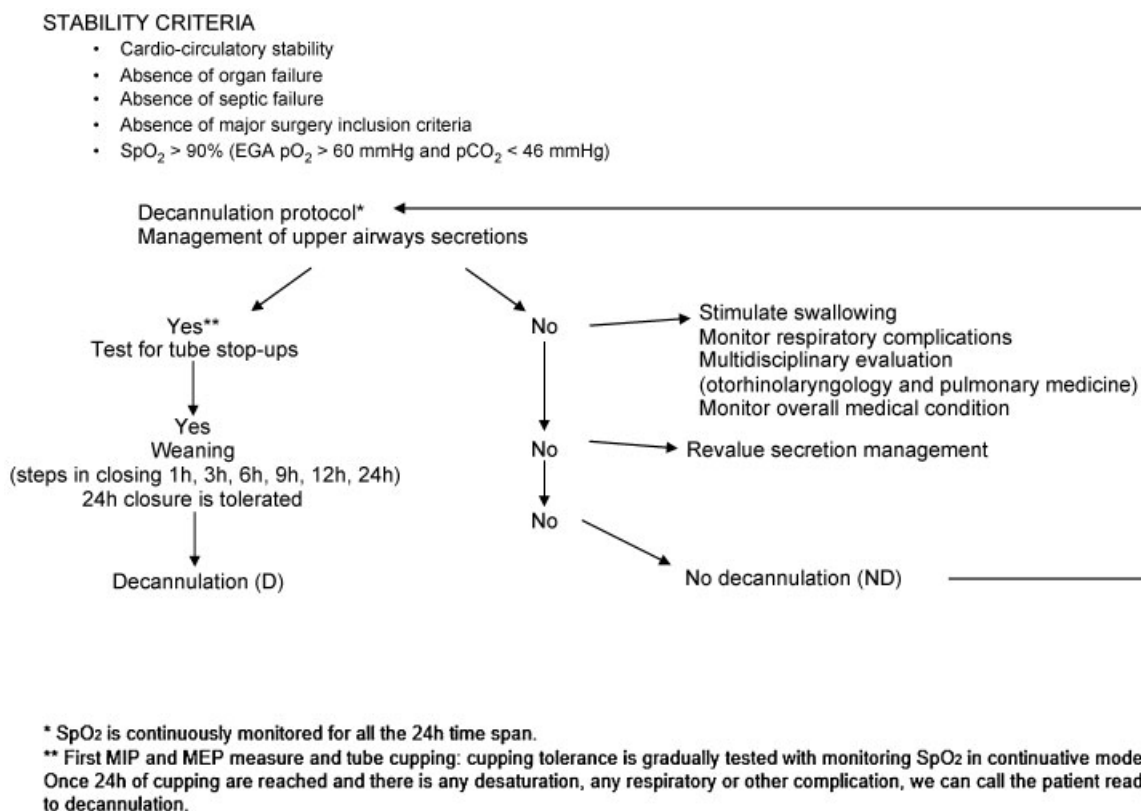 STABILITY CRITERIA
• Cardio-circulatory stability
• Absence of organ failure
• Absence of septic failure
• Absence of major surgery inclusion criteria
• SpO2 > 90% (EGA pO2 > 60 mmHg and pCO2 < 46 mmHg)
Decannulation protocol*
Management of upper airways secretions
Yes**
Test for tube stop-ups
No
Stimulate swallowing
Monitor respiratory complications
Multidisciplinary evaluation
(otorhinolaryngology and pulmonary medicine)
Monitor overall medical condition
Yes
Weaning
(steps in closing 1h, 3h, 6h, 9h, 12h, 24h)
24h closure is tolerated
No
Revalue secretion management
No
Decannulation (D)
No decannulation (ND)
* SpO2 is continuously monitored for all the 24h time span.
** First MIP and MEP measure and tube cupping: cupping tolerance is gradually tested with monitoring SpO2 in continuative mode
Once 24h of cupping are reached and there is any desaturation, any respiratory or other complication, we can call the patient read
to decannulation.